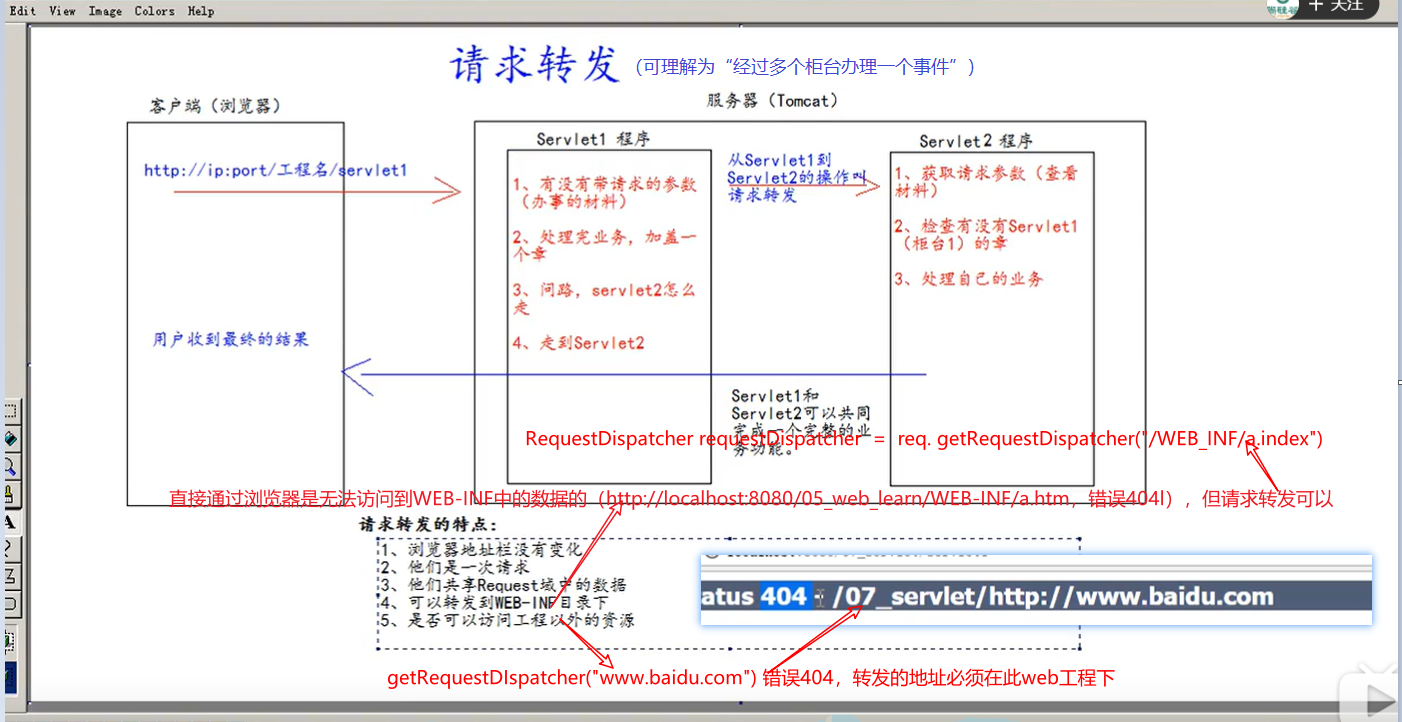 Edit View Image Colors Help
+ 关注
请求转发 (可理解为“经过多个柜台办理一个事件”)
客户端（浏览器）
服务器（Tomcat）
http://ip:port/工程名/servlet1
用户收到最终的结果
Servlet1 程序
1、有没有带请求的参数
（办事的材料）
2、处理完业务，加盖一
个章
3、问路，servlet2怎么
走
4、走到Servlet2
从Servlet1到
Servlet2的操作叫
请求转发
Servlet2 程序
1、获取请求参数（查看
材料）
2、检查有没有Servlet1
（柜台1）的章
3、处理自己的业务
Servlet1和
Servlet2可以共同
完成一个完整的业
务功能。
RequestDispatcher requestDispatcher = req. getRequestDispatcher("/WEB_INF/a.index")
直接通过浏览器是无法访问到WEB-INF中的数据的（http://localhost:8080/05_web_learn/WEB-INF/a.htm，错误404l），但请求转发可以
请求转发的特点：
1、浏览器地址栏没有变化
2、他们是一次请求
3、他们共享Request域中的数据
4、可以转发到WEB-INF目录下
5、是否可以访问工程以外的资源
atus 404 - /07_servlet/http://www.baidu.com
getRequestDIspatcher("www.baidu.com") 错误404，转发的地址必须在此web工程下